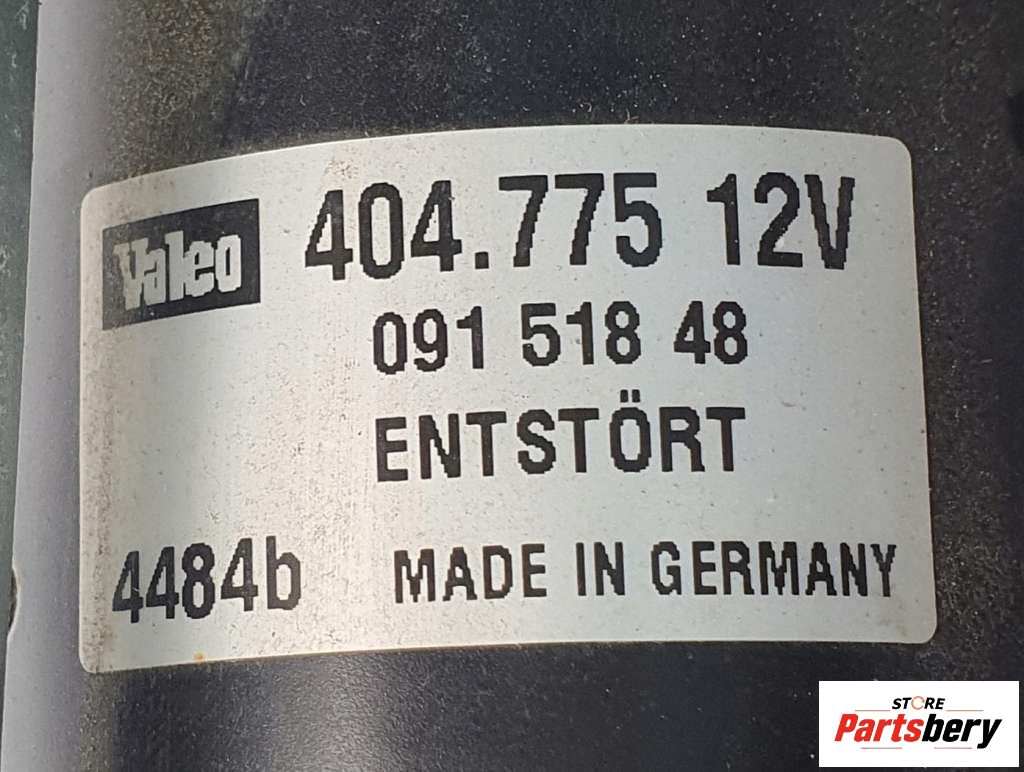 Valeo 404.775 12V
091 518 48
ENTSTÖRT
4484b MADE IN GERMANY
STORE
Partsbery